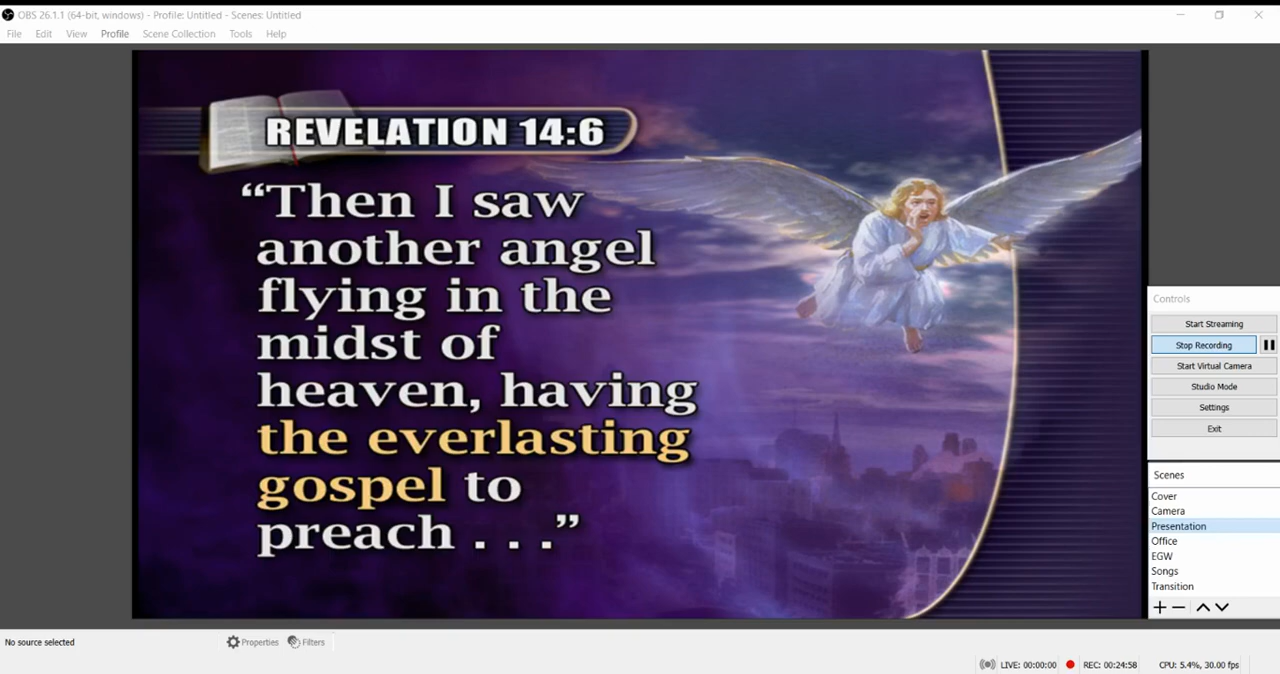 OBS 26.1.1 (64-bit, windows) - Profile: Untitled - Scenes: Untitled
File Edit View Profile Scene Collection Tools Help
REVELATION 14:6
“Then I saw
another angel
flying in the
midst of
heaven, having
the everlasting
gospel to
preach . . .”
Controls
Start Streaming
Stop Recording
Start Virtual Camera
Studio Mode
Settings
Exit
Scenes
Cover
Camera
Presentation
Office
EGW
Songs
Transition
No source selected Properties Filters
LIVE: 00:00:00 REC: 00:24:58 CPU: 5.4%, 30.00 fps